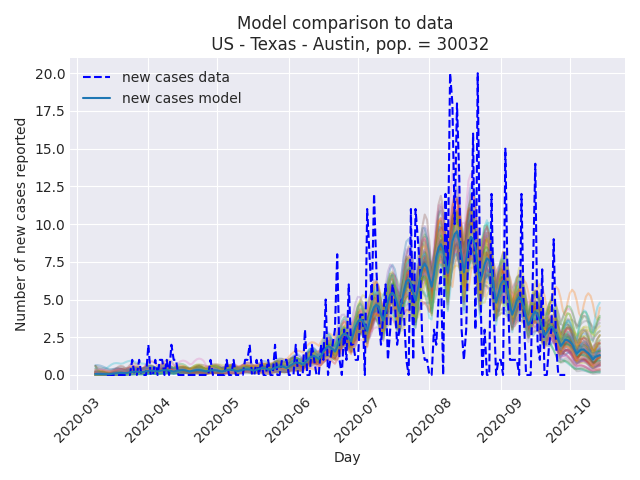 Model comparison to data
US - Texas - Austin, pop. = 30032
new cases data
new cases model
Number of new cases reported
20.0
17.5
15.0
12.5
10.0
7.5
5.0
2.5
0.0
2020-03
2020-04
2020-05
2020-06
2020-07
2020-08
2020-09
2020-10
Day